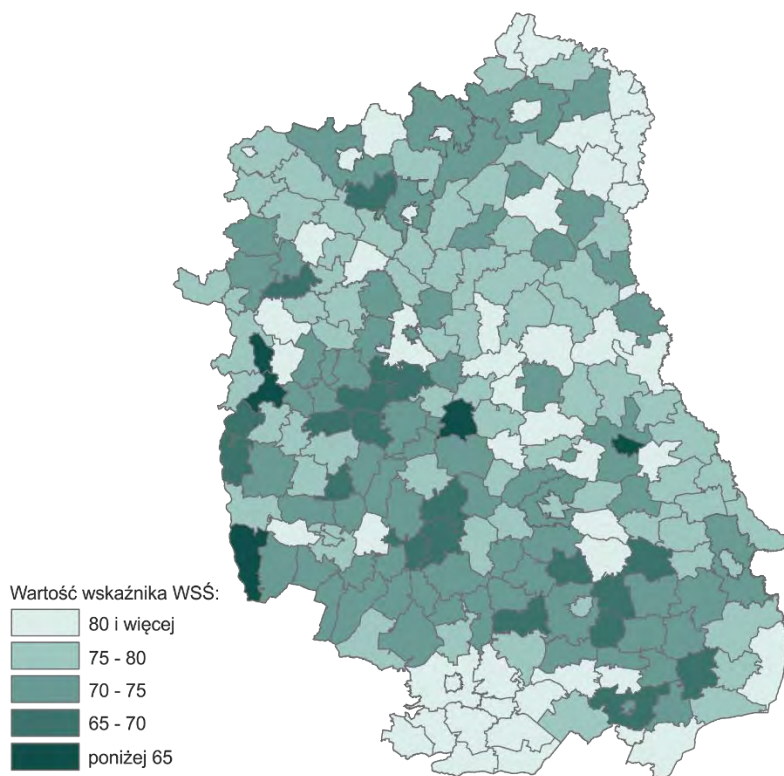 Wartość wskaźnika WSŚ:
80 i więcej
75 - 80
70 - 75
65 - 70
poniżej 65